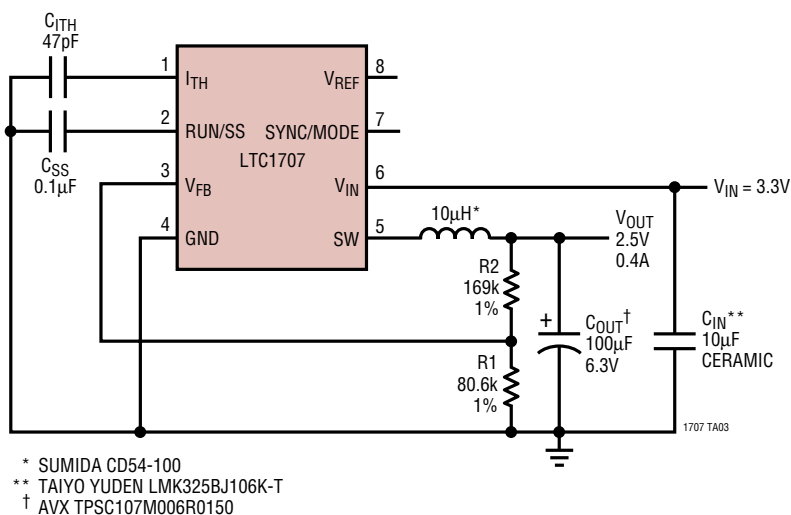 CITH
47pF
1
ITH
VREF
8
2
RUN/SS
SYNC/MODE
7
LTC1707
CSS
0.1µF
3
VFB
VIN
6
VIN = 3.3V
4
GND
SW
5
10µH*
VOUT
2.5V
0.4A
R2
169k
1%
+
COUT†
100µF
6.3V
CIN**
10µF
CERAMIC
R1
80.6k
1%
1707 TA03
* SUMIDA CD54-100
** TAIYO YUDEN LMK325BJ106K-T
† AVX TPSC107M006R0150